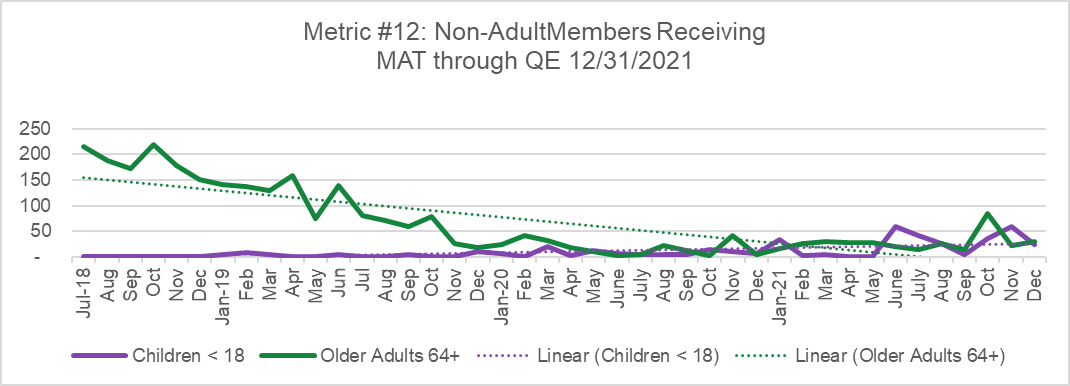 Metric #12: Non-AdultMembers Receiving
MAT through QE 12/31/2021
250
200
150
100
50
-
Jul-18 Aug Sep Oct Nov Dec Jan-19 Feb Mar Apr May Jun Jul Aug Sep Oct Nov Dec Jan-20 Feb Mar Apr May June July Aug Sep Oct Nov Dec Jan-21 Feb Mar Apr May June July Aug Sep Oct Nov Dec
Children < 18 Older Adults 64+ Linear (Children < 18) Linear (Older Adults 64+)